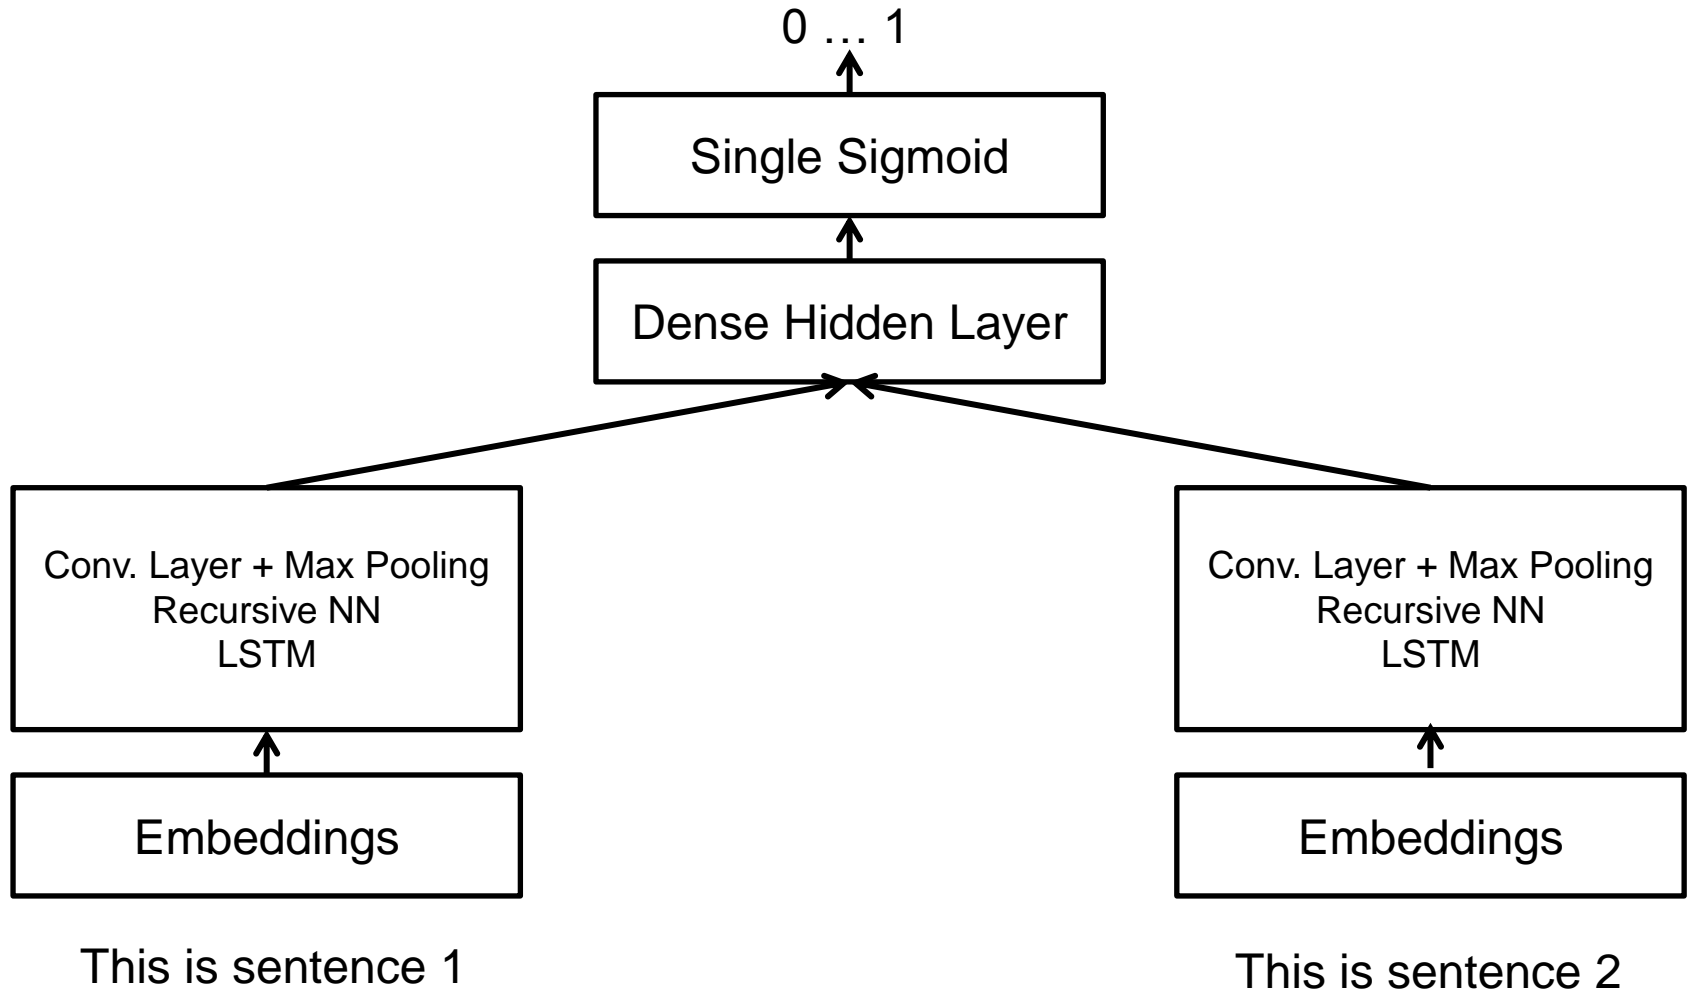 0 … 1
Single Sigmoid
Dense Hidden Layer
Conv. Layer + Max Pooling
Recursive NN
LSTM
Conv. Layer + Max Pooling
Recursive NN
LSTM
Embeddings
Embeddings
This is sentence 1
This is sentence 2